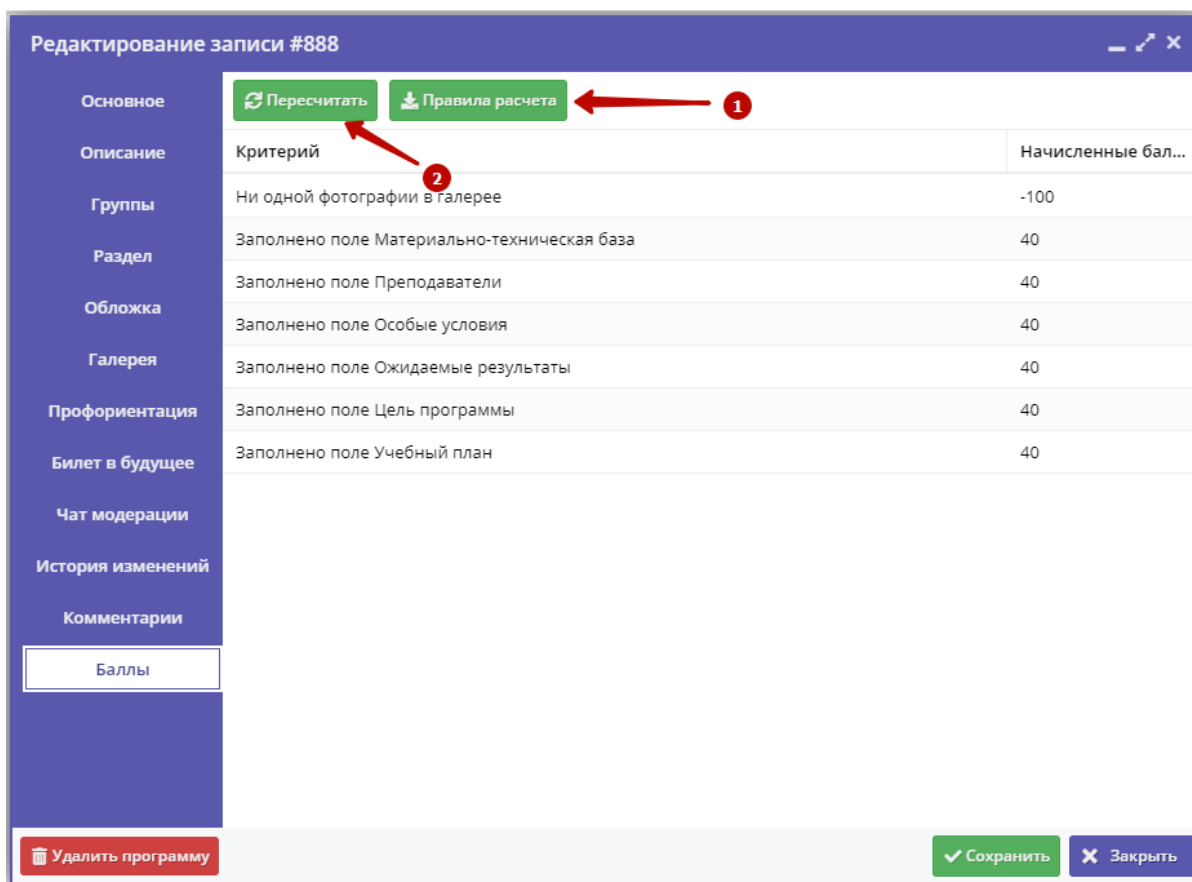 Редактирование записи #888
Основное
Описание
Группы
Раздел
Обложка
Галерея
Профориентация
Билет в будущее
Чат модерации
История изменений
Комментарии
Баллы
Пересчитать Правила расчета 1
2
Критерий Начисленные бал...
Ни одной фотографии в галерее -100
Заполнено поле Материально-техническая база 40
Заполнено поле Преподаватели 40
Заполнено поле Особые условия 40
Заполнено поле Ожидаемые результаты 40
Заполнено поле Цель программы 40
Заполнено поле Учебный план 40
Удалить программу Сохранить Закрыть